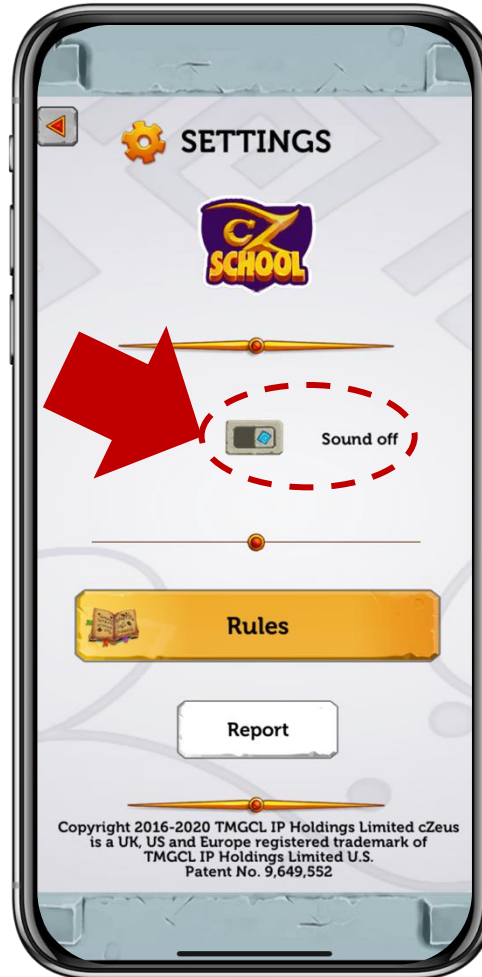 SETTINGS
cZ
SCHOOL
Sound off
Rules
Report
Copyright 2016-2020 TMGCL IP Holdings Limited cZeus
is a UK, US and Europe registered trademark of
TMGCL IP Holdings Limited U.S.
Patent No. 9,649,552